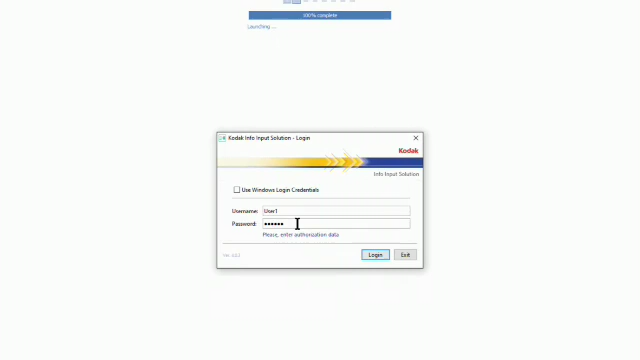 100% complete
Launching ...
Kodak Info Input Solution - Login
Kodak
Info Input Solution
Use Windows Login Credentials
Username: User1
Password: ••••••
Please, enter authorization data
Login
Exit